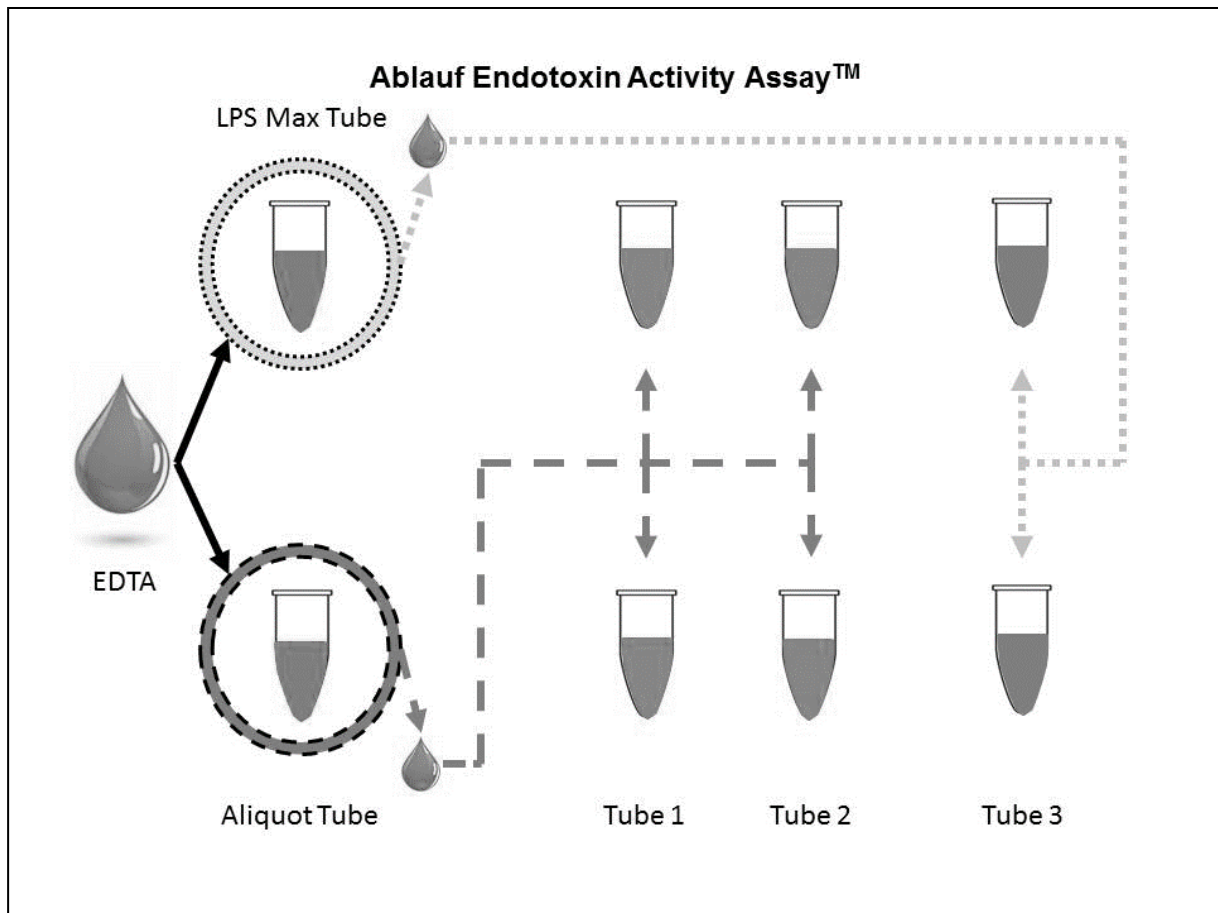 Ablauf Endotoxin Activity Assay™
LPS Max Tube
EDTA
Aliquot Tube
Tube 1
Tube 2
Tube 3